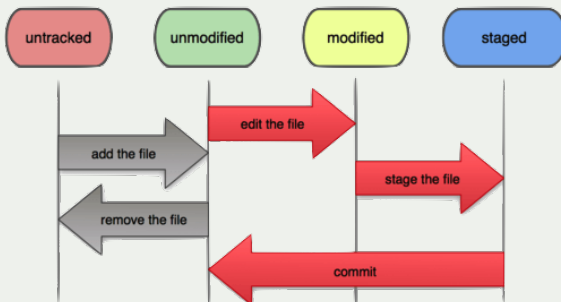 untracked
unmodified
modified
staged
edit the file
add the file
stage the file
remove the file
commit